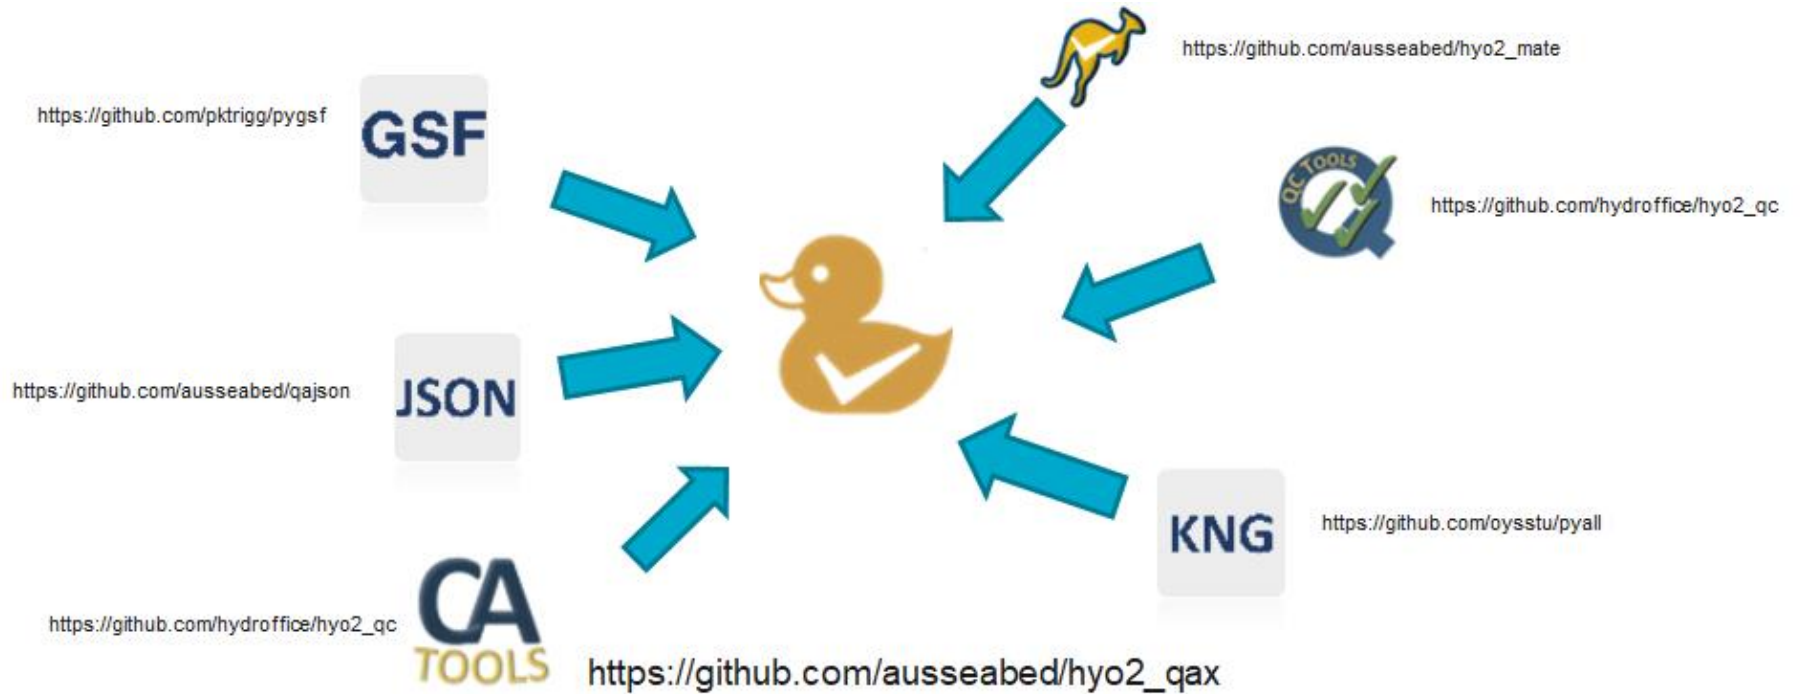 https://github.com/ausseabed/hyo2_mate
https://github.com/pktrigg/pygsf
GSF
QC TOOLS
https://github.com/hydroffice/hyo2_qc
https://github.com/ausseabed/qajson
JSON
KNG
https://github.com/oysstu/pyall
https://github.com/hydroffice/hyo2_qc
CA
TOOLS
https://github.com/ausseabed/hyo2_qax